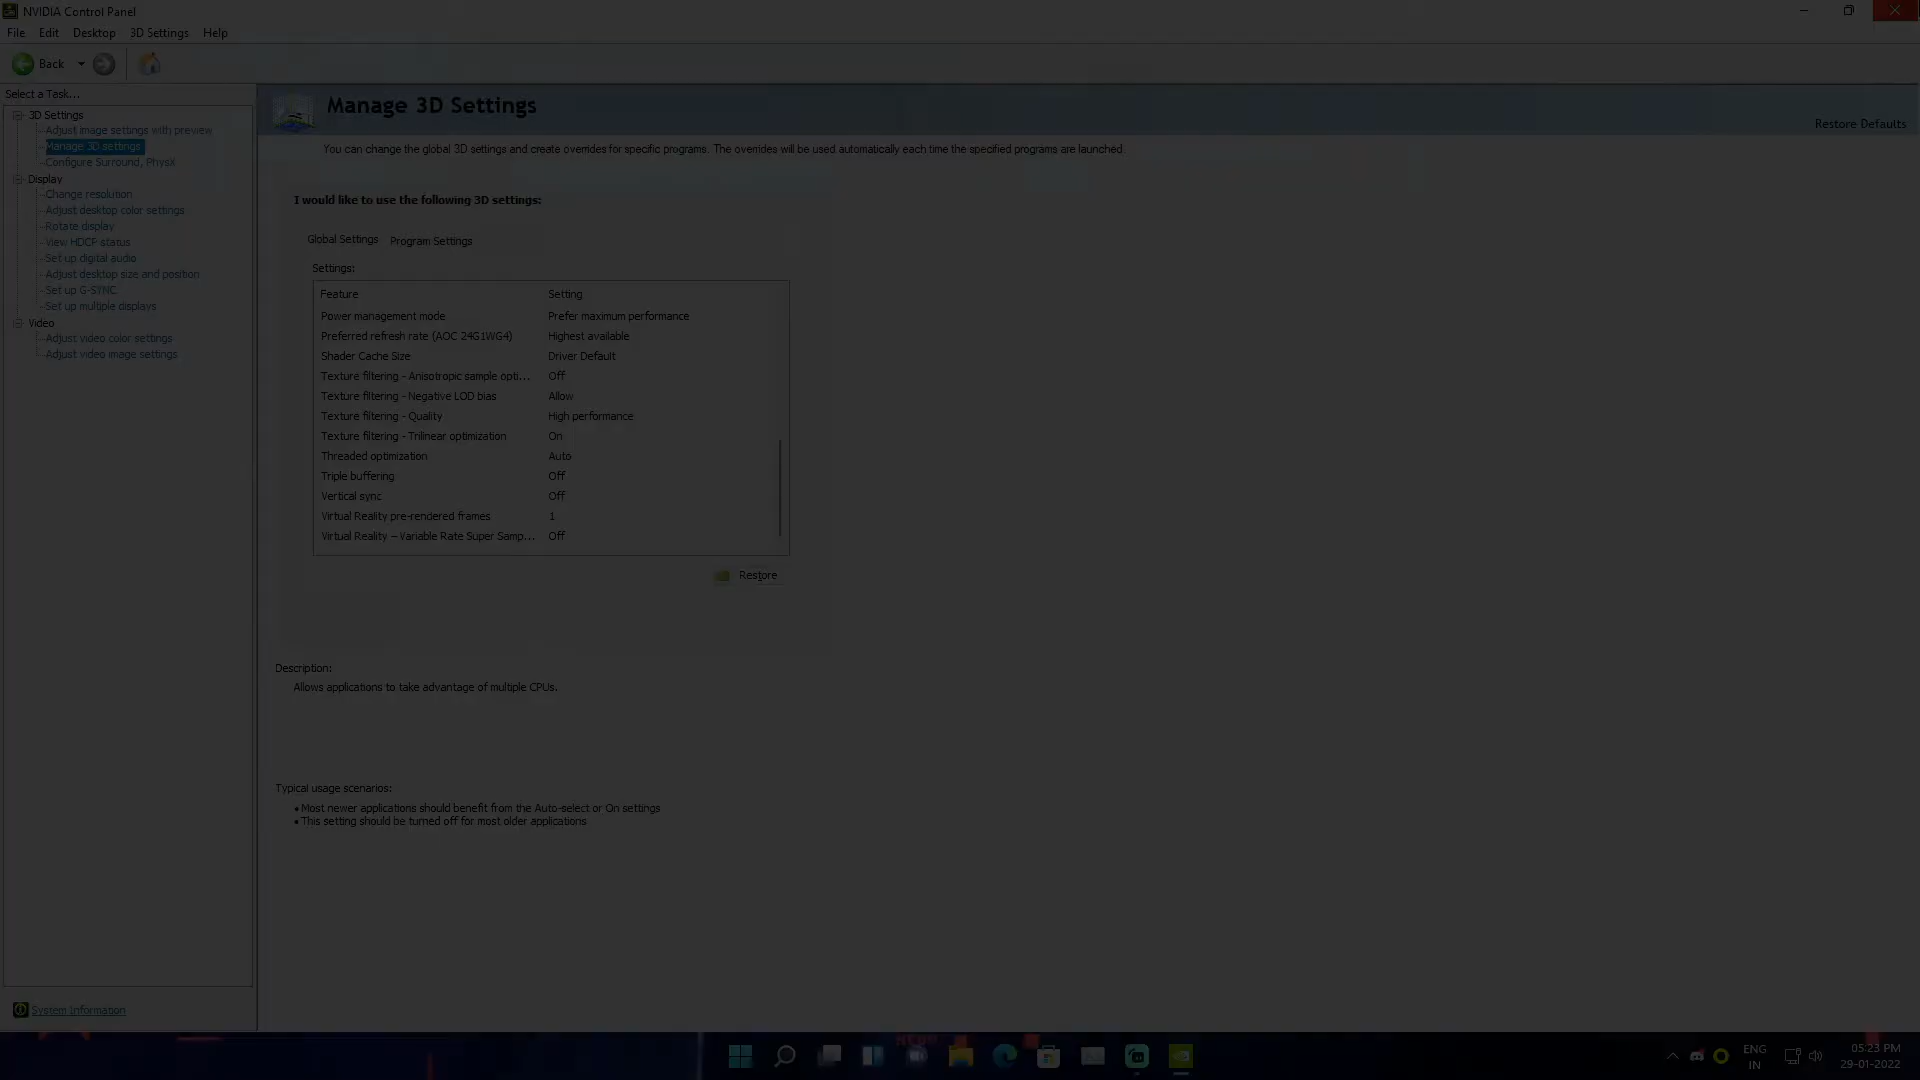 NVIDIA Control Panel
File Edit Desktop 3D Settings Help
Back
Select a Task...
3D Settings
Adjust image settings with preview
Manage 3D settings
Configure Surround, PhysX
Display
Change resolution
Adjust desktop color settings
Rotate display
View HDCP status
Set up digital audio
Adjust desktop size and position
Set up G-SYNC
Set up multiple displays
Video
Adjust video color settings
Adjust video image settings
System Information
Manage 3D Settings
Restore Defaults
You can change the global 3D settings and create overrides for specific programs. The overrides will be used automatically each time the specified programs are launched.
I would like to use the following 3D settings:
Global Settings Program Settings
Settings:
Feature Setting
Power management mode Prefer maximum performance
Preferred refresh rate (AOC 24G1WG4) Highest available
Shader Cache Size Driver Default
Texture filtering - Anisotropic sample opti... Off
Texture filtering - Negative LOD bias Allow
Texture filtering - Quality High performance
Texture filtering - Trilinear optimization On
Threaded optimization Auto
Triple buffering Off
Vertical sync Off
Virtual Reality pre-rendered frames 1
Virtual Reality – Variable Rate Super Samp... Off
Restore
Description:
Allows applications to take advantage of multiple CPUs.
Typical usage scenarios:
• Most newer applications should benefit from the Auto-select or On settings
• This setting should be turned off for most older applications
ENG
IN
05:23 PM
29-01-2022